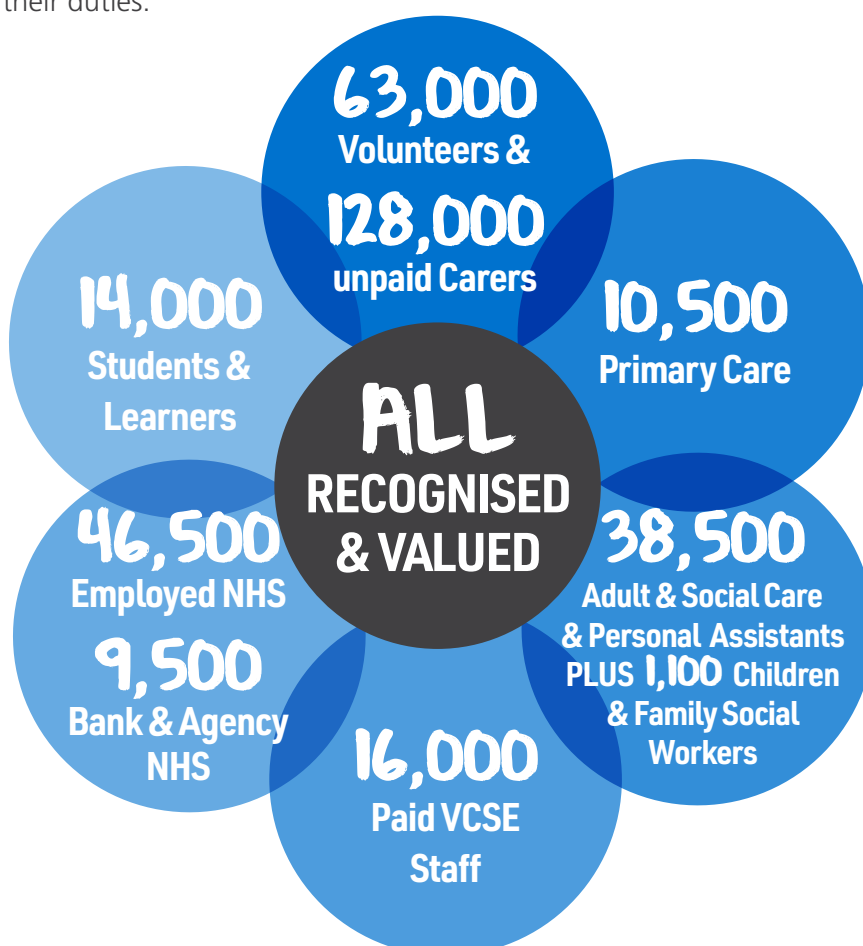 their duties.
63,000
Volunteers &
128,000
unpaid Carers
10,500
Primary Care
38,500
Adult & Social Care
& Personal Assistants
PLUS 1,100 Children
& Family Social
Workers
16,000
Paid VCSE
Staff
46,500
Employed NHS
9,500
Bank & Agency
NHS
14,000
Students &
Learners
ALL
RECOGNISED
& VALUED